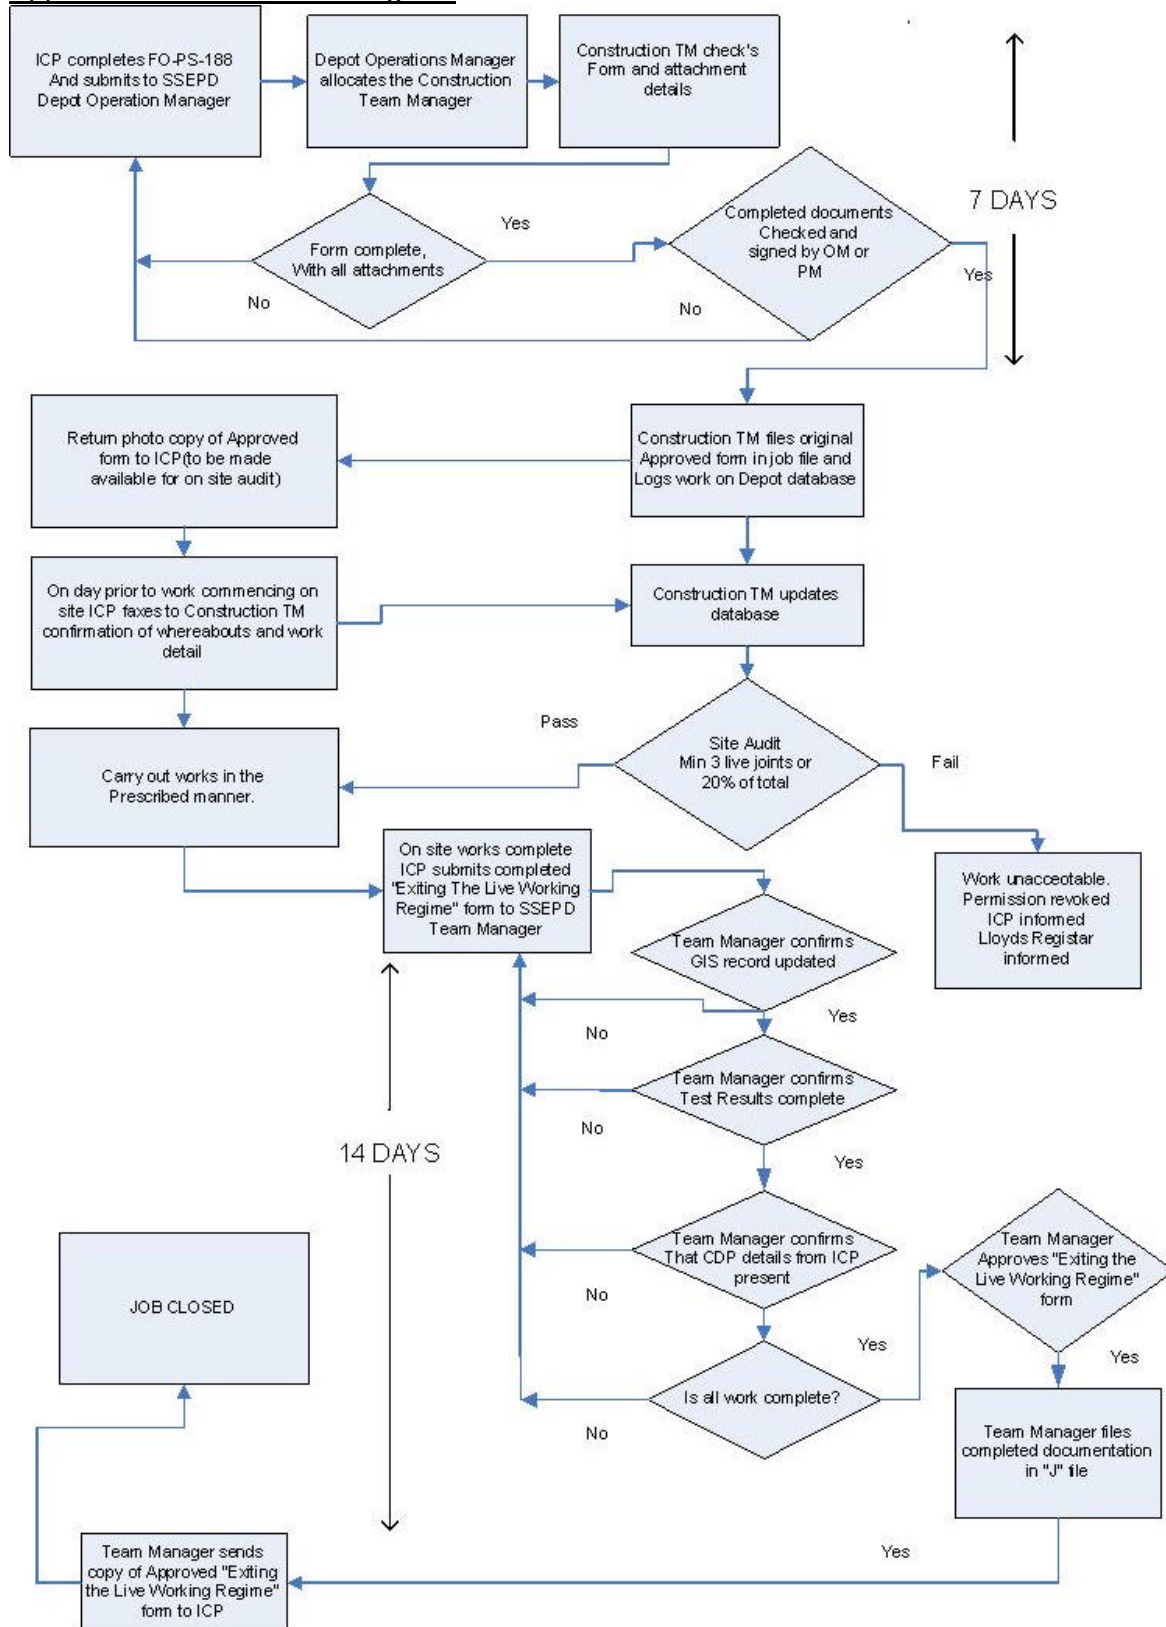 ICP completes FO-PS-188
And submits to SSEPD
Depot Operation Manager
Depot Operations Manager
allocates the Construction
Team Manager
Construction TM check's
Form and attachment
details
7 DAYS
Form complete,
With all attachments
Yes
No
Completed documents
Checked and
signed by OM or
PM
Yes
No
Return photo copy of Approved
form to ICP(to be made
available for on site audit)
Construction TM files original
Approved form in job file and
Logs work on Depot database
On day prior to work commencing on
site ICP faxes to Construction TM
confirmation of whereabouts and work
detail
Construction TM updates
database
Carry out works in the
Prescribed manner.
Pass
Site Audit
Min 3 live joints or
20% of total
Fail
On site works complete
ICP submits completed
"Exiting The Live Working
Regime" form to SSEPD
Team Manager
Work unacceotable.
Permission revoked
ICP informed
Lloyds Registar
informed
Team Manager confirms
GIS record updated
Yes
No
Team Manager confirms
Test Results complete
No
Yes
14 DAYS
Team Manager confirms
That CDP details from ICP
present
No
Yes
Team Manager
Approves "Exiting the
Live Working Regime"
form
Yes
Is all work complete?
No
JOB CLOSED
Team Manager files
completed documentation
in "J" file
Yes
Team Manager sends
copy of Approved "Exiting
the Live Working Regime"
form to ICP